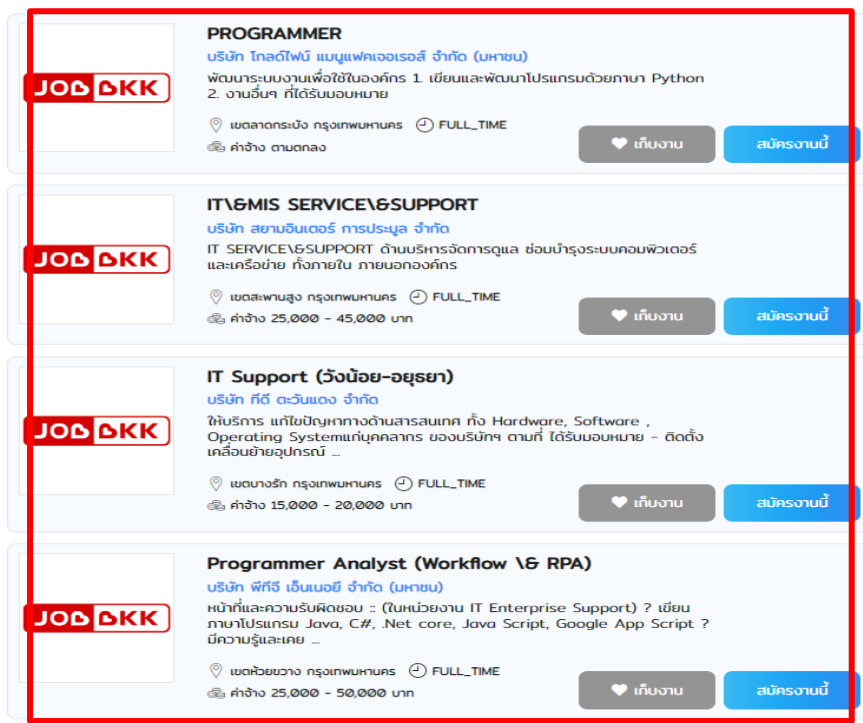 PROGRAMMER
บริษัท โกลด์ไฟน์ แมนูแฟคเจอเรอส์ จำกัด (มหาชน)
พัฒนาระบบงานเพื่อใช้ในองค์กร 1. เขียนและพัฒนาโปรแกรมด้วยภาษา Python
2. งานอื่นๆ ที่ได้รับมอบหมาย
JOB BKK
เขตลาดกระบัง กรุงเทพมหานคร FULL_TIME
ค่าจ้าง ตามตกลง
เก็บงาน สมัครงานนี้
IT\&MIS SERVICE\&SUPPORT
บริษัท สยามอินเตอร์ การประมูล จำกัด
IT SERVICE\&SUPPORT ด้านบริหารจัดการดูแล ซ่อมบำรุงระบบคอมพิวเตอร์
และเครือข่าย ทั้งภายใน ภายนอกองค์กร
JOB BKK
เขตสะพานสูง กรุงเทพมหานคร FULL_TIME
ค่าจ้าง 25,000 - 45,000 บาท
เก็บงาน สมัครงานนี้
IT Support (วังน้อย-อยุธยา)
บริษัท ทีดี ตะวันแดง จำกัด
ให้บริการ แก้ไขปัญหาทางด้านสารสนเทศ ทั้ง Hardware, Software ,
Operating Systemแก่บุคคลากร ของบริษัทฯ ตามที่ ได้รับมอบหมาย - ติดตั้ง
เคลื่อนย้ายอุปกรณ์ ...
JOB BKK
เขตบางรัก กรุงเทพมหานคร FULL_TIME
ค่าจ้าง 15,000 - 20,000 บาท
เก็บงาน สมัครงานนี้
Programmer Analyst (Workflow \& RPA)
บริษัท พีทีจี เอ็นเนอยี จำกัด (มหาชน)
หน้าที่และความรับผิดชอบ :: (ในหน่วยงาน IT Enterprise Support) ? เขียน
ภาษาโปรแกรม Java, C#, .Net core, Java Script, Google App Script ?
มีความรู้และเคย ...
JOB BKK
เขตห้วยขวาง กรุงเทพมหานคร FULL_TIME
ค่าจ้าง 25,000 - 50,000 บาท
เก็บงาน สมัครงานนี้